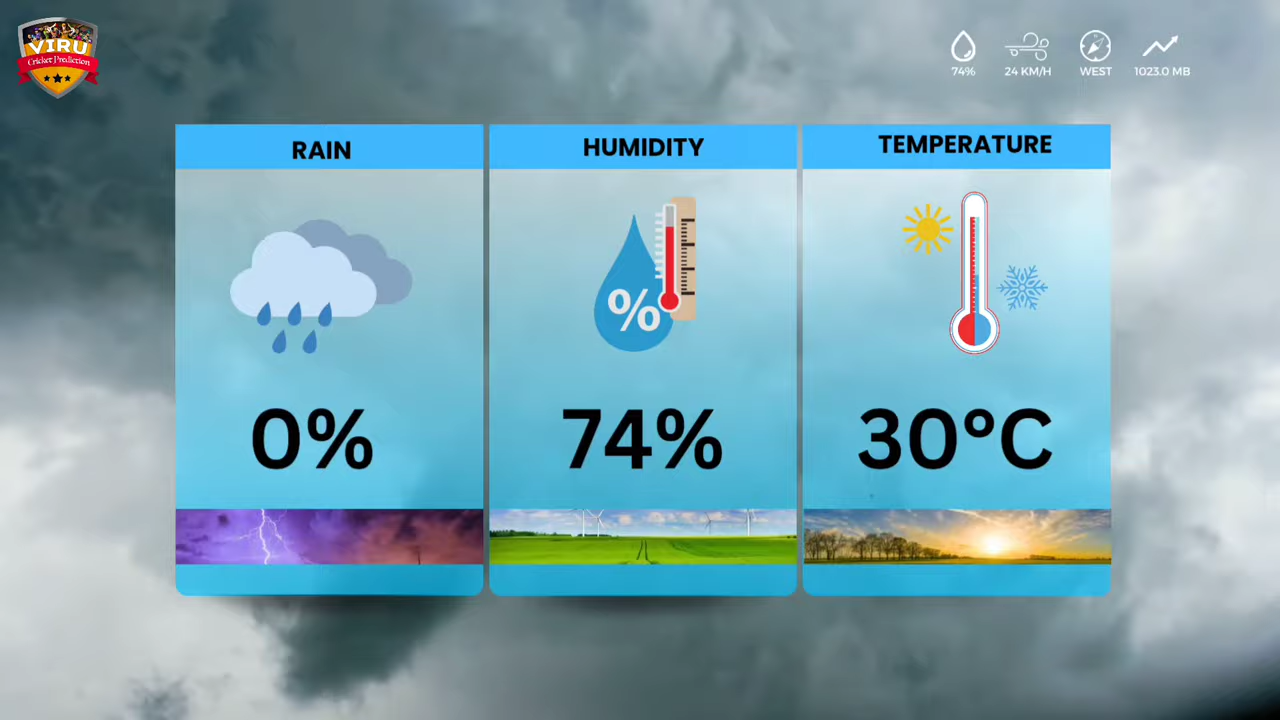 VIRU
Cricket Prediction
74%
24 KM/H
WEST
1023.0 MB
RAIN
HUMIDITY
TEMPERATURE
%
0%
74%
30°C